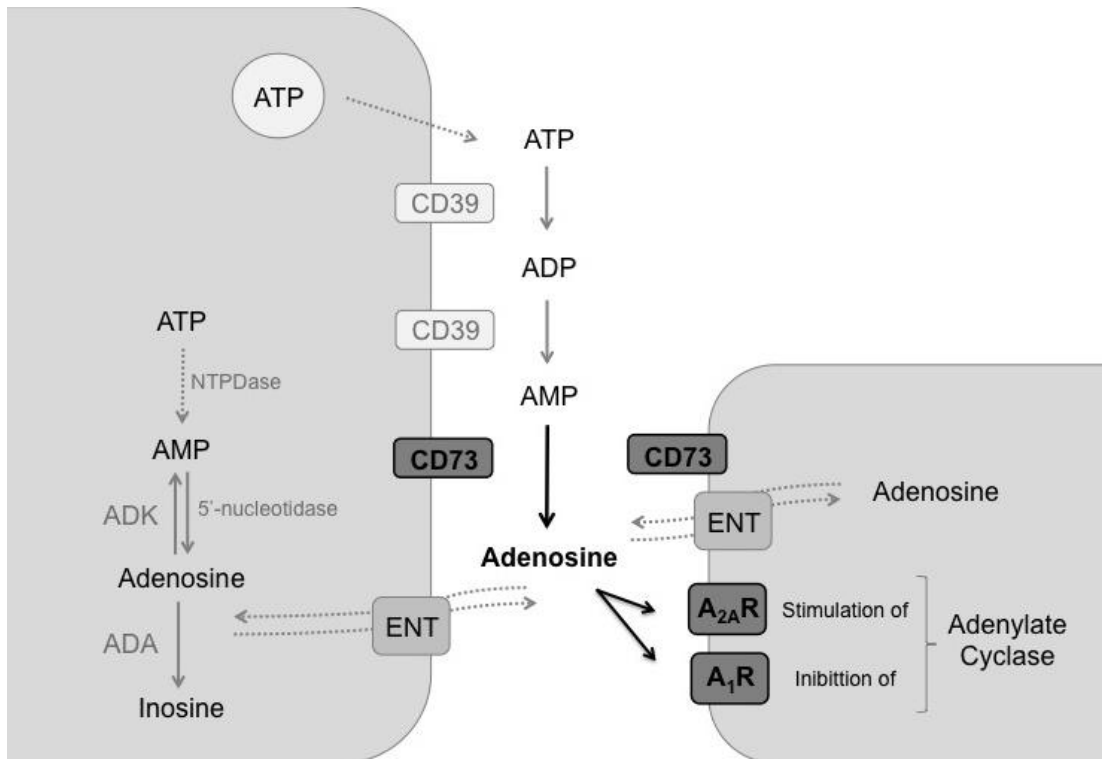 ATP
ATP
CD39
ADP
CD39
ATP
NTPDase
AMP
AMP
CD73
CD73
ADK
5'-nucleotidase
Adenosine
ENT
Adenosine
Adenosine
A2AR
Stimulation of
Adenylate
Cyclase
ENT
ADA
A1R
Inibittion of
Inosine